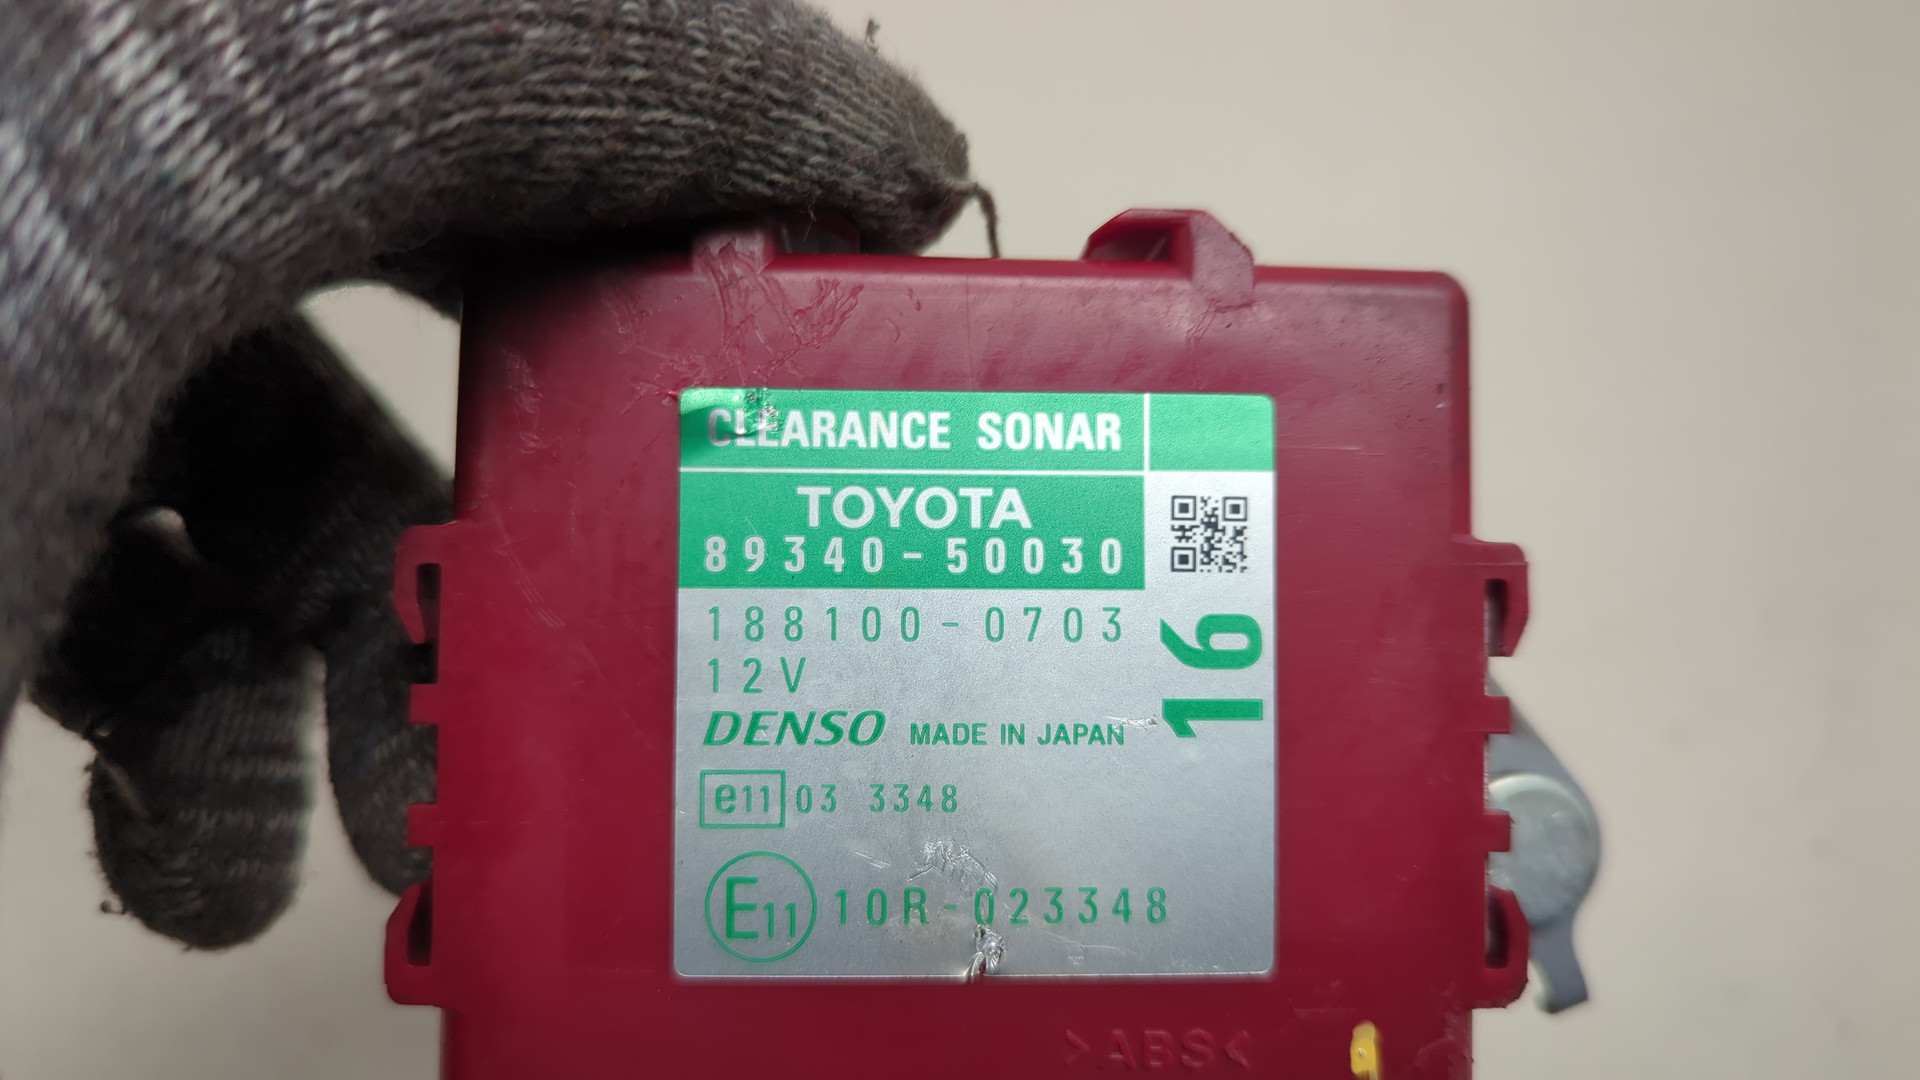 CLEARANCE SONAR
TOYOTA
89340-50030
188100-0703
12V
DENSO MADE IN JAPAN
16
e11 03 3348
E11 10R-023348
>ABS<